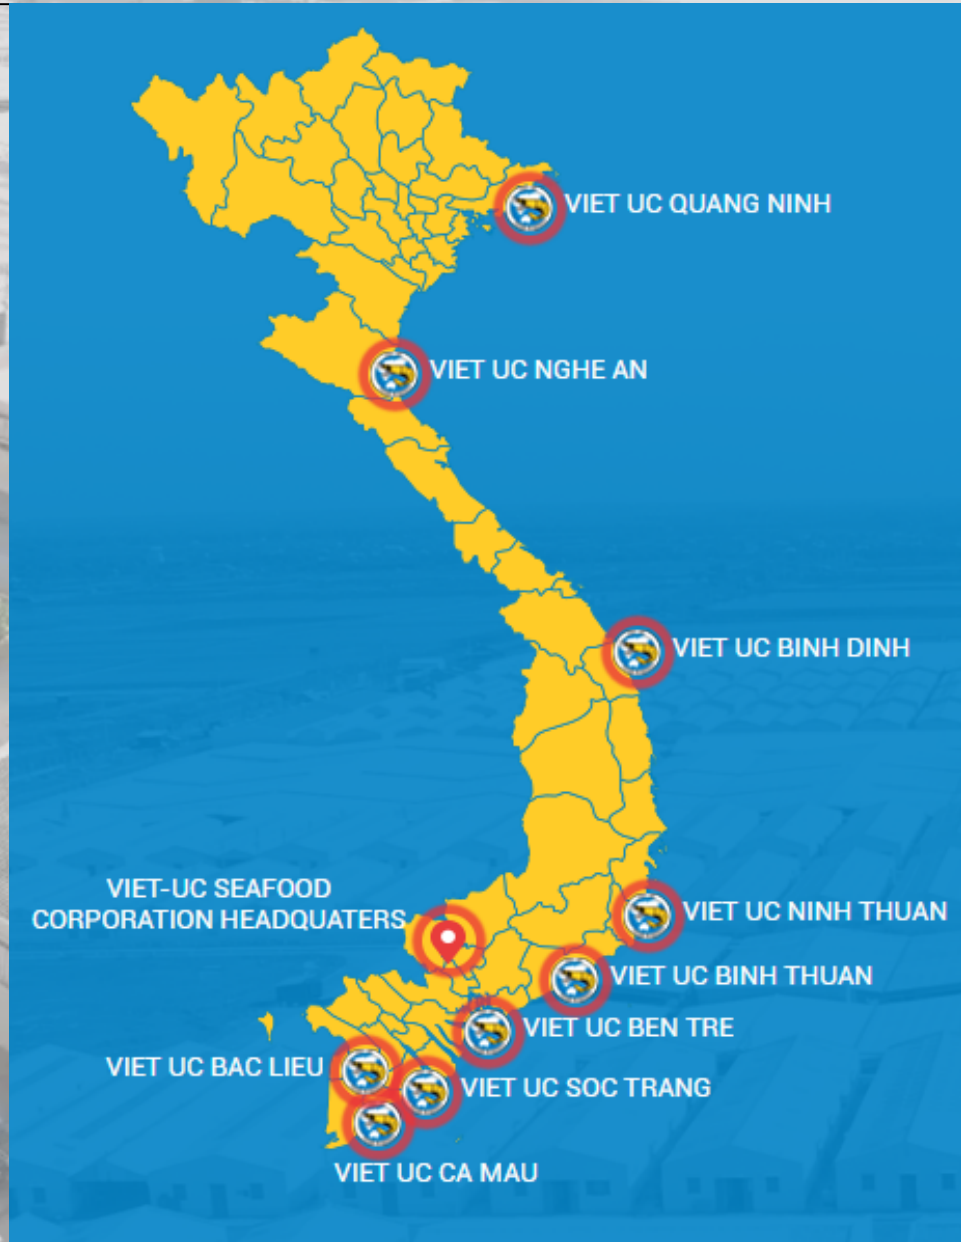 VIET UC QUANG NINH
VIET UC NGHE AN
VIET UC BINH DINH
VIET-UC SEAFOOD
CORPORATION HEADQUATERS
VIET UC NINH THUAN
VIET UC BINH THUAN
VIET UC BEN TRE
VIET UC BAC LIEU
VIET UC SOC TRANG
VIET UC CA MAU